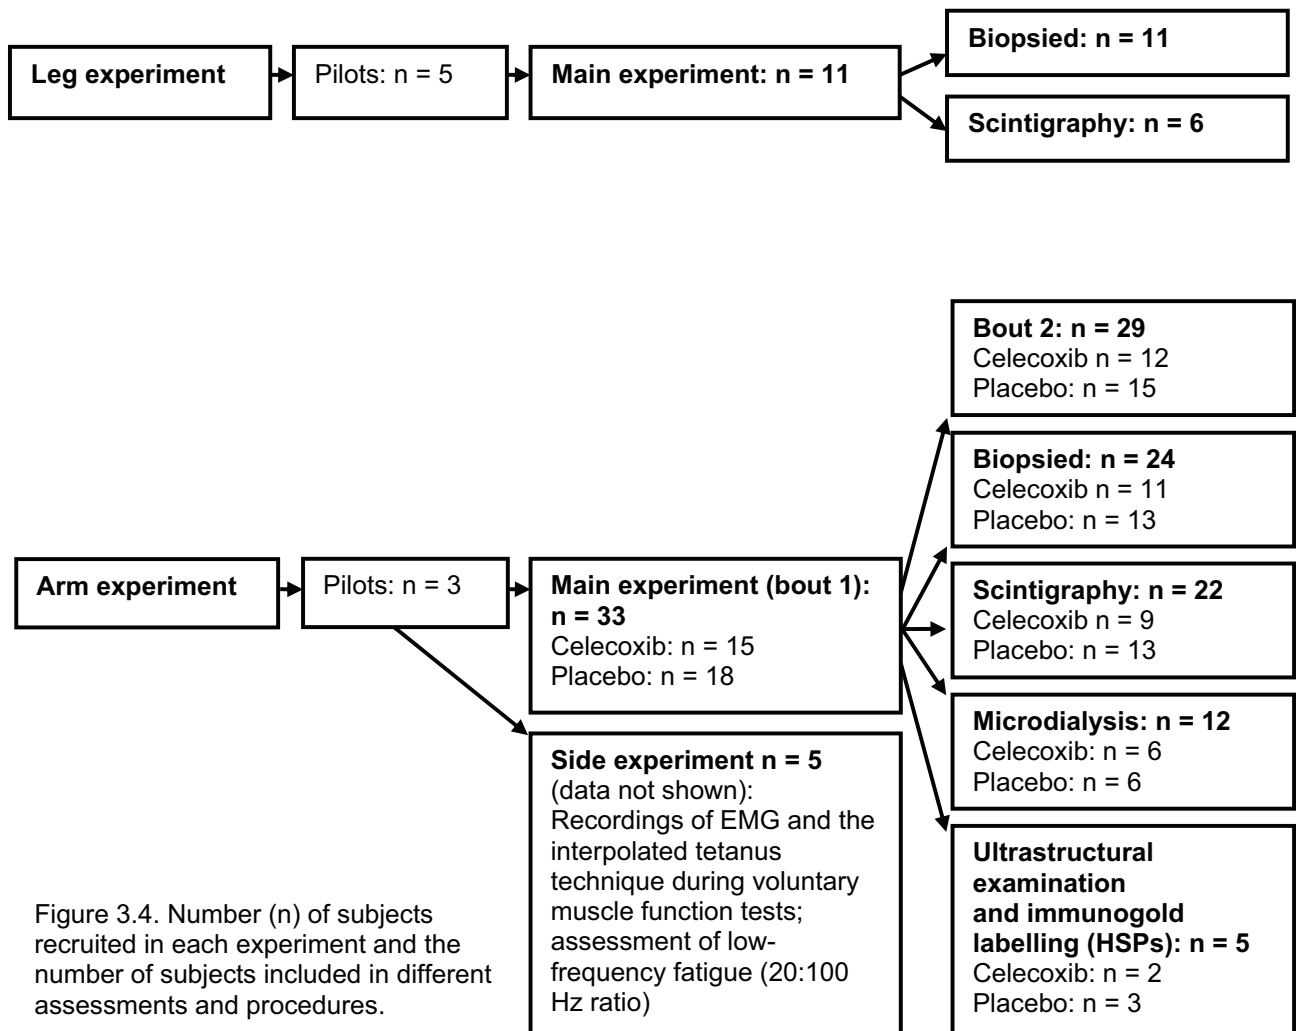 Leg experiment
Pilots: n = 5
Main experiment: n = 11
Biopsied: n = 11
Scintigraphy: n = 6
Arm experiment
Pilots: n = 3
Main experiment (bout 1):
n = 33
Celecoxib: n = 15
Placebo: n = 18
Side experiment n = 5
(data not shown):
Recordings of EMG and the
interpolated tetanus
technique during voluntary
muscle function tests;
assessment of low-
frequency fatigue (20:100
Hz ratio)
Bout 2: n = 29
Celecoxib n = 12
Placebo: n = 15
Biopsied: n = 24
Celecoxib n = 11
Placebo: n = 13
Scintigraphy: n = 22
Celecoxib n = 9
Placebo: n = 13
Microdialysis: n = 12
Celecoxib: n = 6
Placebo: n = 6
Ultrastructural
examination
and immunogold
labelling (HSPs): n = 5
Celecoxib: n = 2
Placebo: n = 3
Figure 3.4. Number (n) of subjects
recruited in each experiment and the
number of subjects included in different
assessments and procedures.